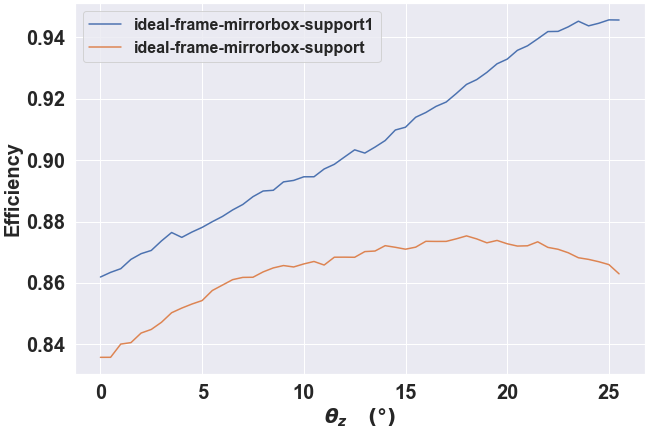 ideal-frame-mirrorbox-support1
ideal-frame-mirrorbox-support
Efficiency
0.94
0.92
0.90
0.88
0.86
0.84
0 5 10 15 20 25
θz (°)